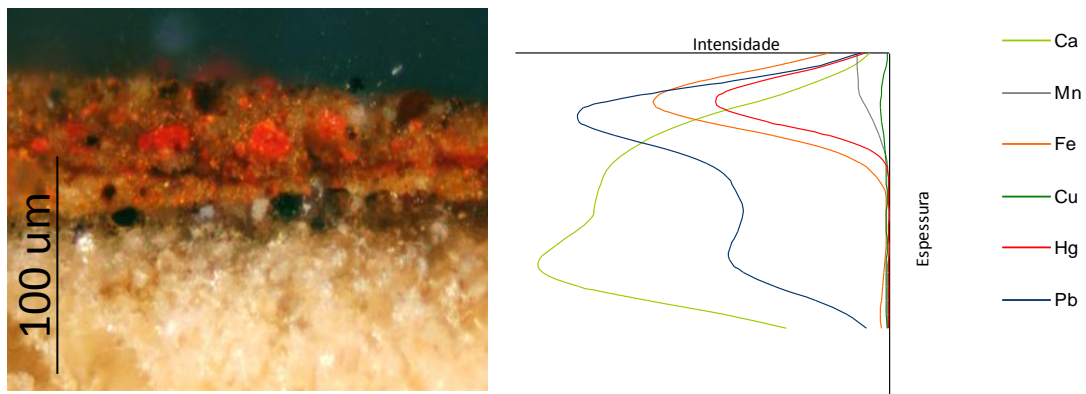 100 um
Intensidade
Espessura
Ca
Mn
Fe
Cu
Hg
Pb